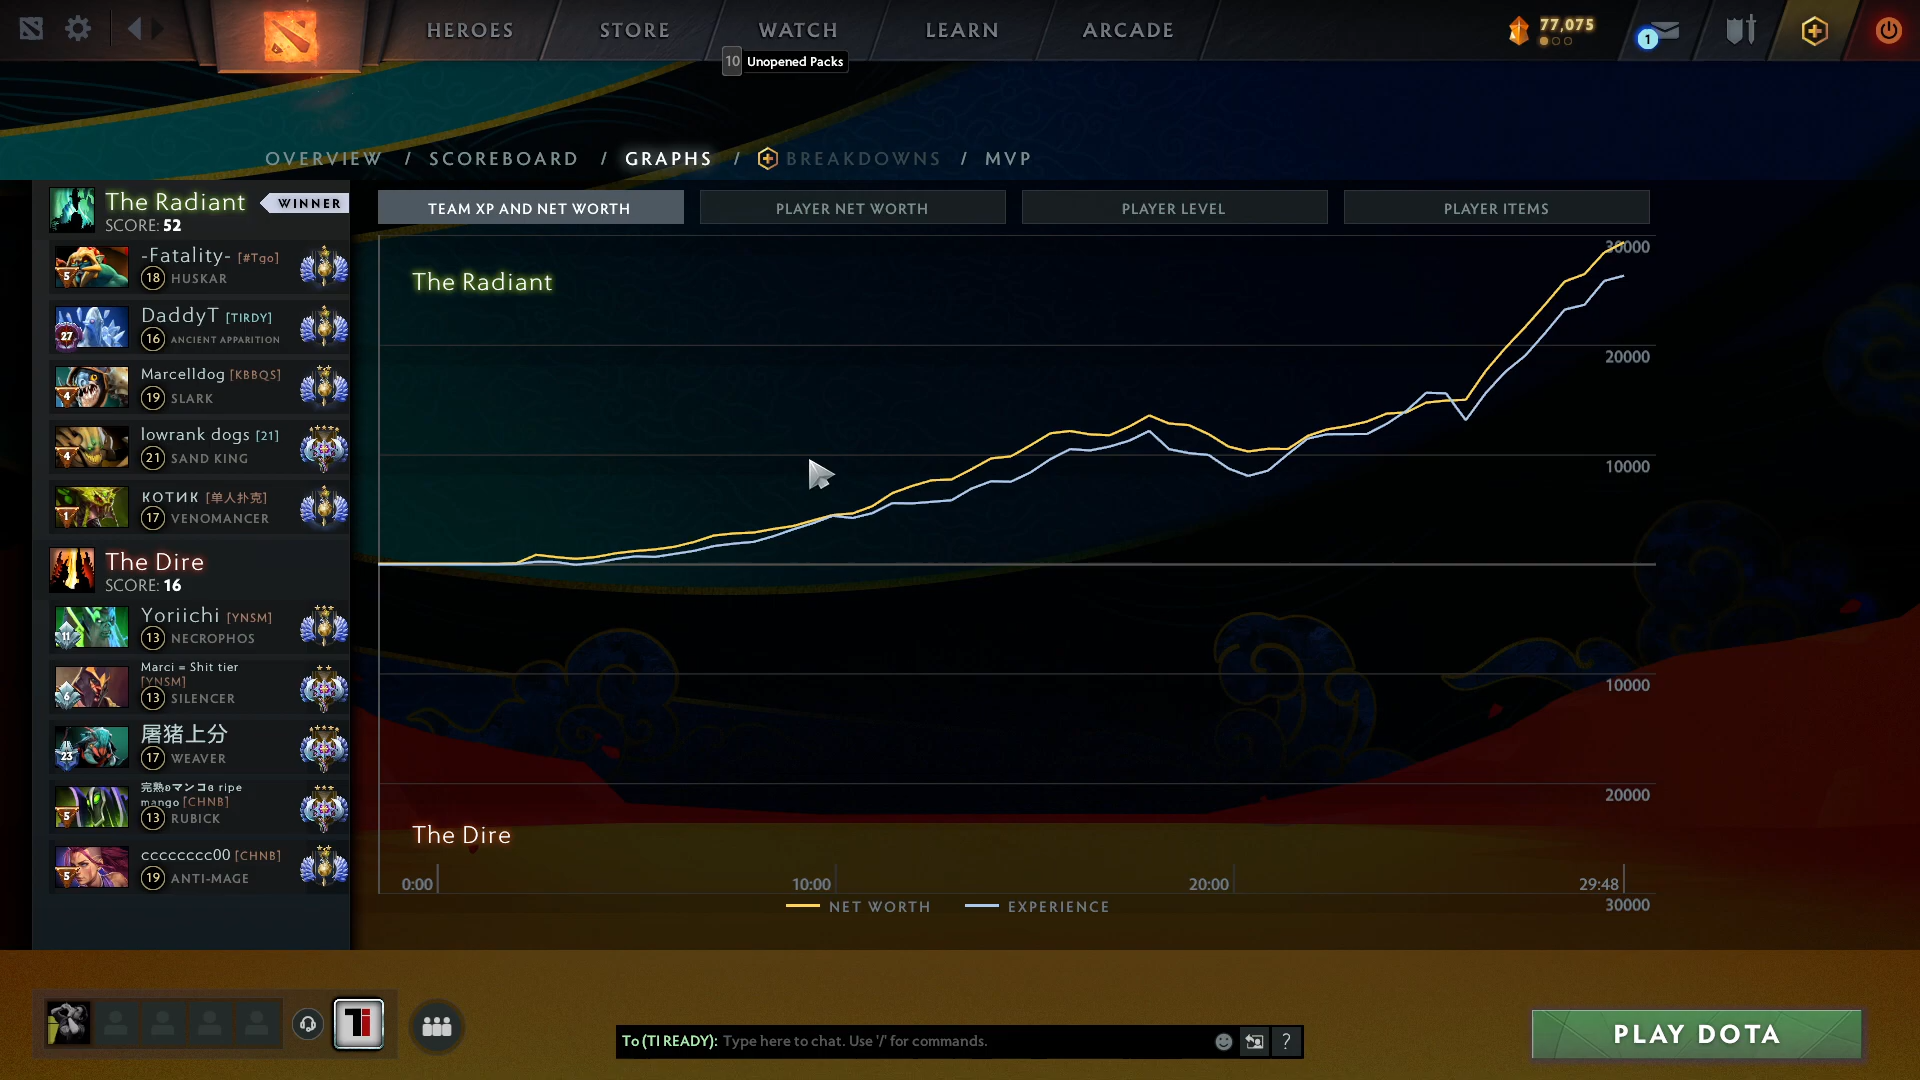 HEROES
STORE
WATCH
LEARN
ARCADE
77,075
1
10 Unopened Packs
OVERVIEW / SCOREBOARD / GRAPHS / BREAKDOWNS / MVP
The Radiant
WINNER
SCORE: 52
TEAM XP AND NET WORTH
PLAYER NET WORTH
PLAYER LEVEL
PLAYER ITEMS
-Fatality- [#Tgo]
5
18 HUSKAR
DaddyT [TIRDY]
27
16 ANCIENT APPARITION
Marcelldog [KBBQS]
4
19 SLARK
lowrank dogs [21]
4
21 SAND KING
КОТИК [单人扑克]
1
17 VENOMANCER
The Dire
SCORE: 16
Yoriichi [YNSM]
11
13 NECROPHOS
Marci = Shit tier
[YNSM]
6
13 SILENCER
屠猪上分
23
17 WEAVER
完熟ʚマンコɞ ripe
mango [CHNB]
5
13 RUBICK
cccccccc00 [CHNB]
5
19 ANTI-MAGE
The Radiant
30000
20000
10000
10000
20000
The Dire
0:00
10:00
20:00
29:48
30000
NET WORTH
EXPERIENCE
Ti
To (TI READY): Type here to chat. Use '/' for commands.
?
PLAY DOTA